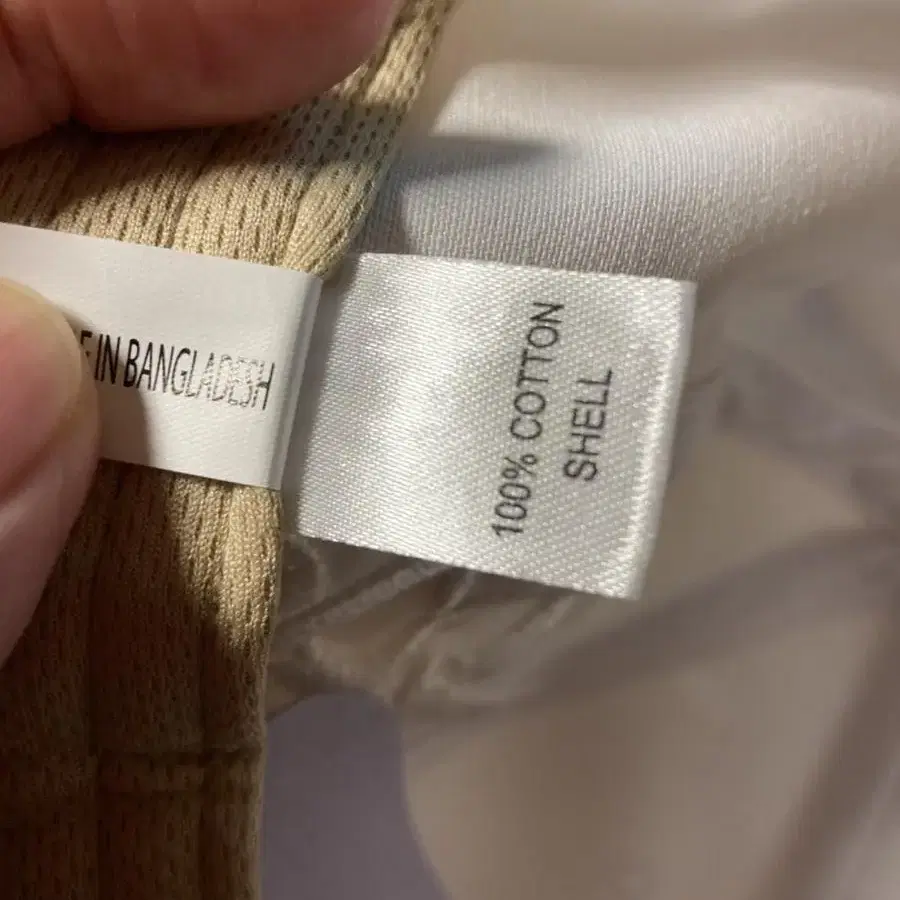 IN BANGLADESH
100% COTTON
SHELL